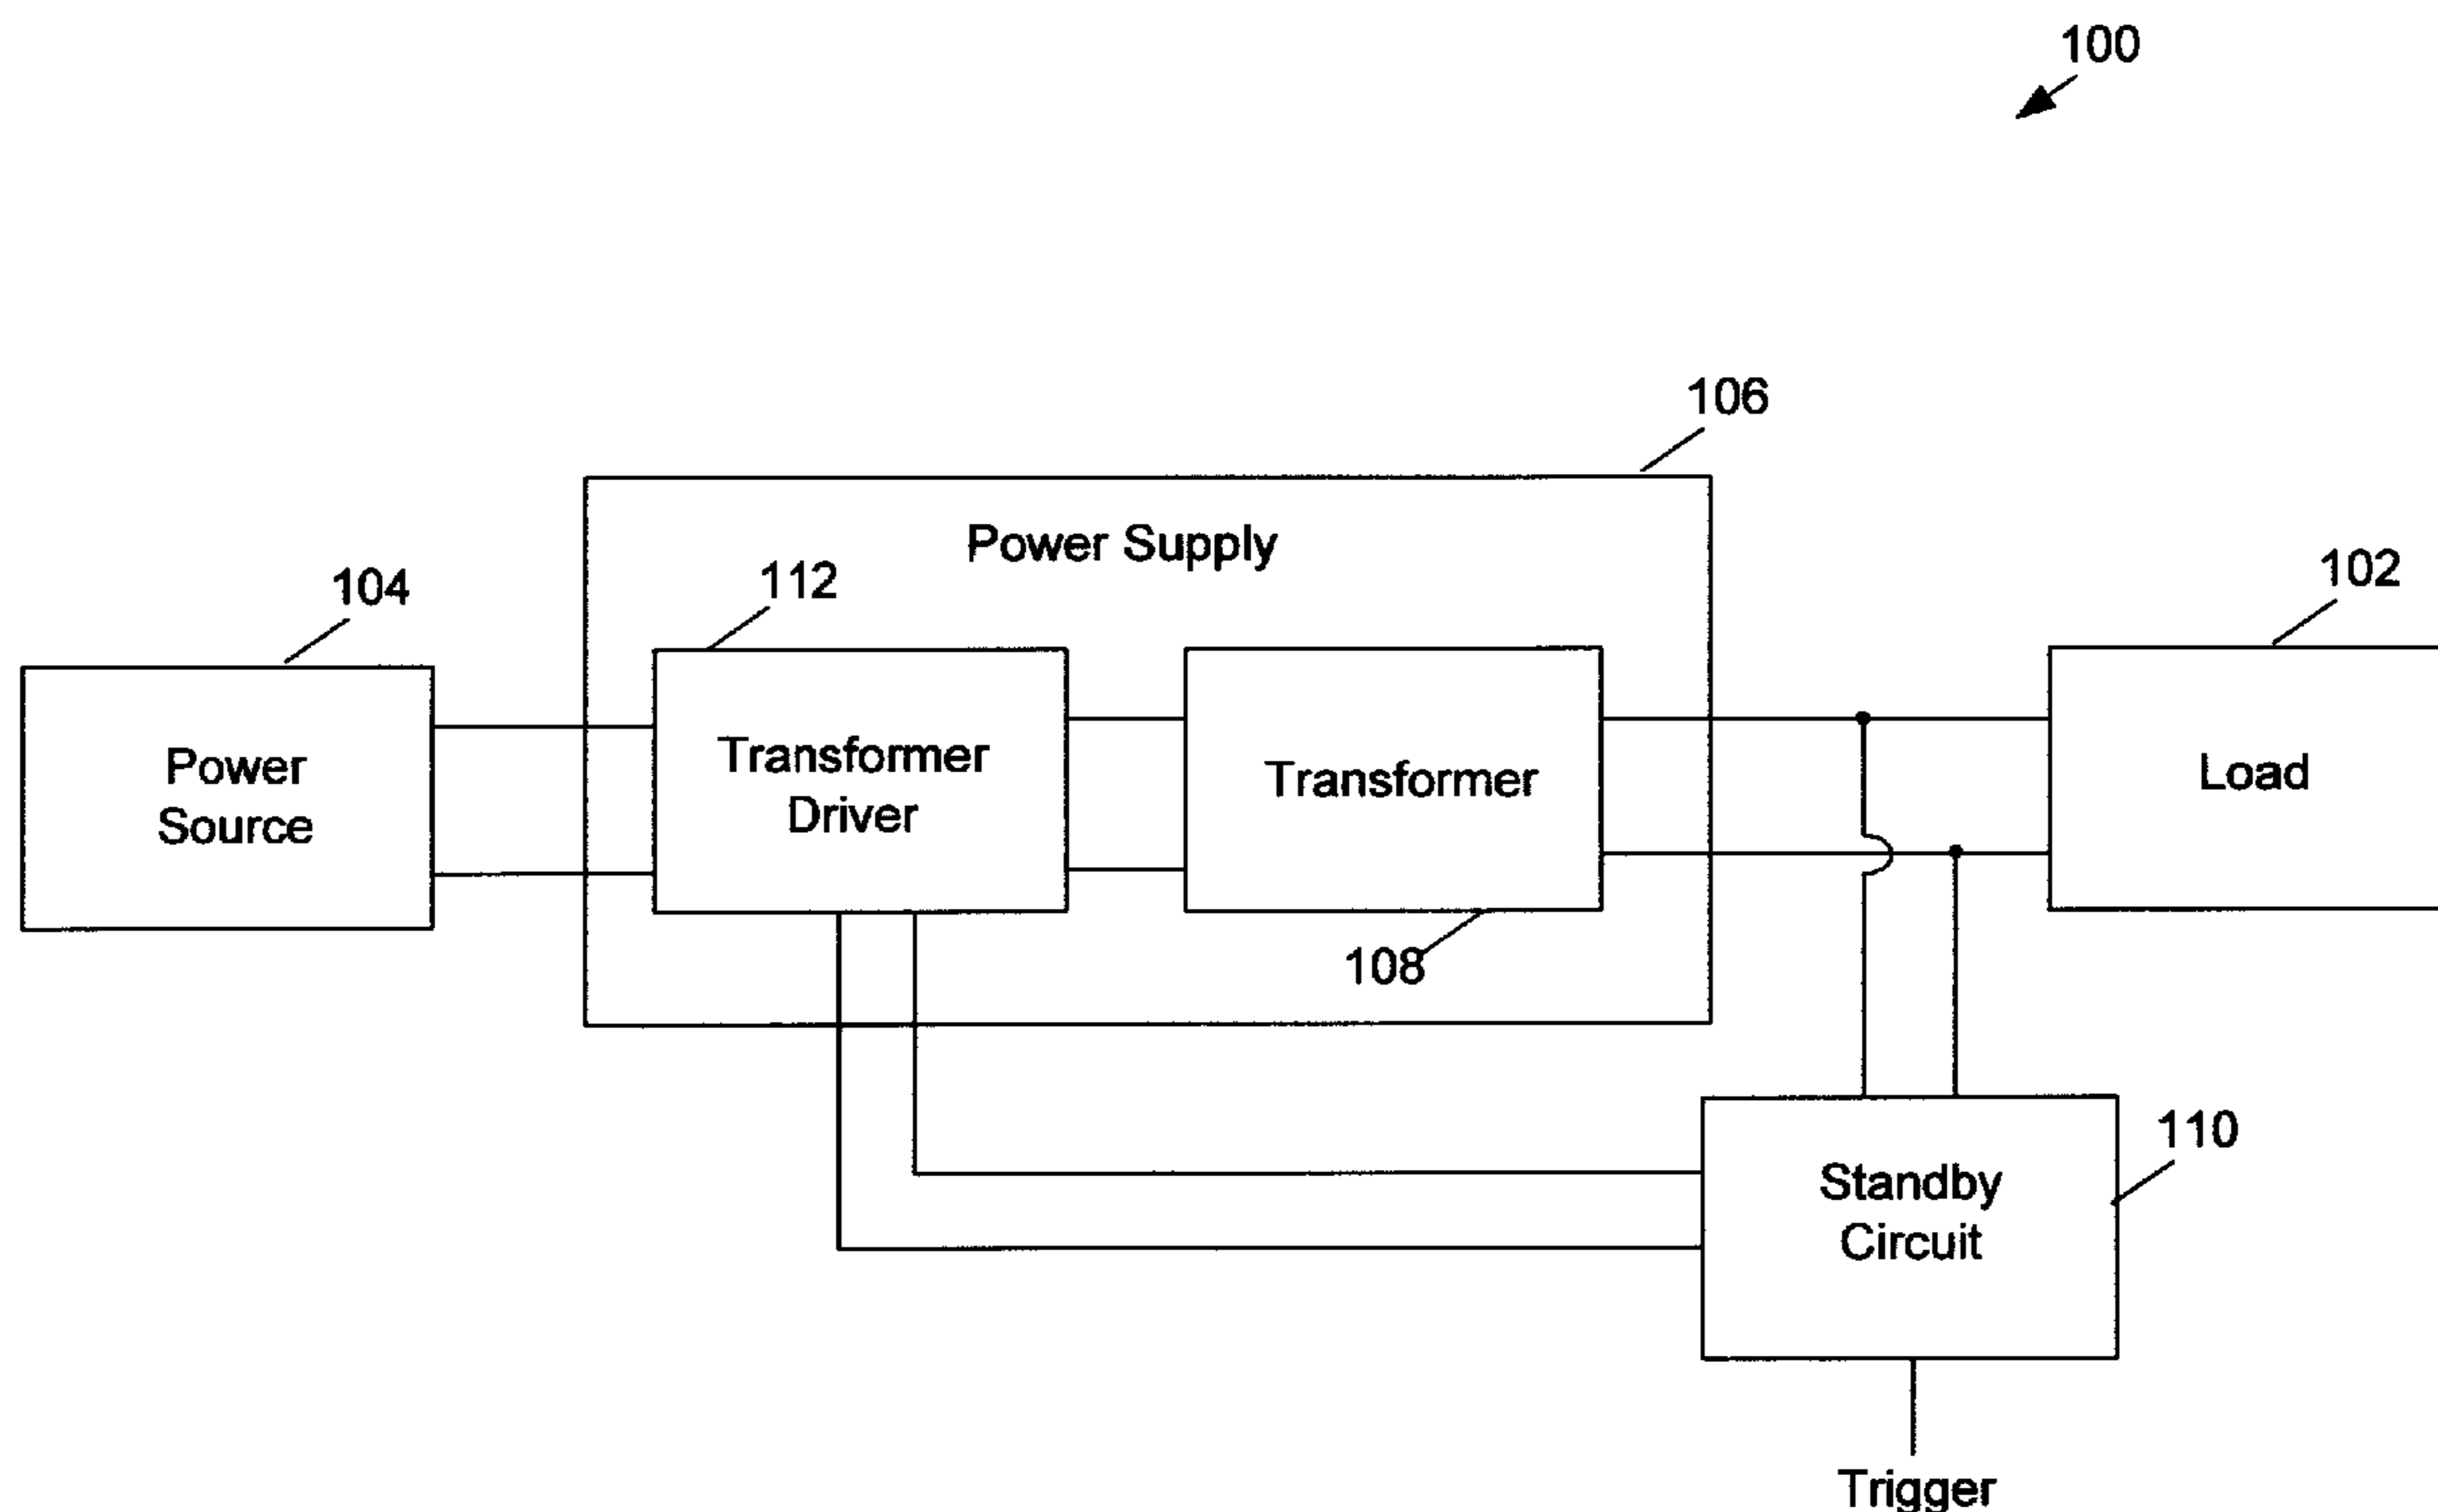 100
106
Power Supply
102
112
104
Transformer
Driver
Transformer
Load
Power
Source
108
110
Standby
Circuit
Trigger